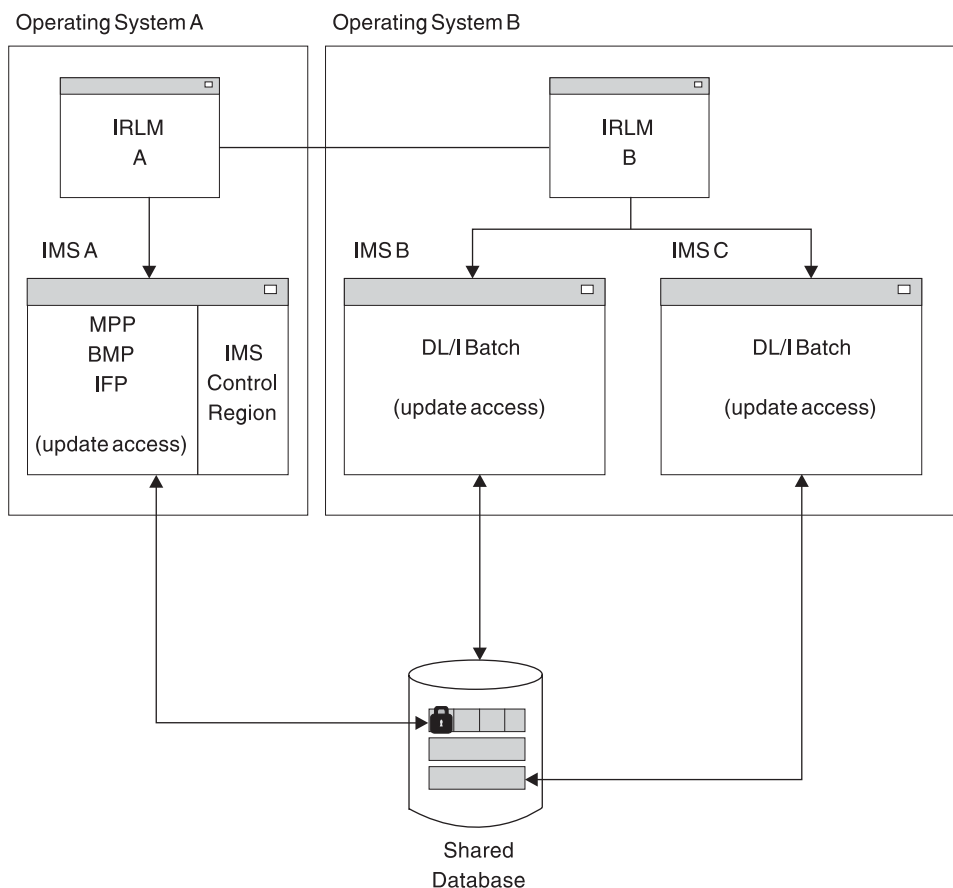 Operating System A
Operating System B
IRLM
A
IRLM
B
IMS A
IMS B
IMS C
MPP
BMP
IFP
(update access)
IMS
Control
Region
DL/I Batch
(update access)
DL/I Batch
(update access)
Shared
Database